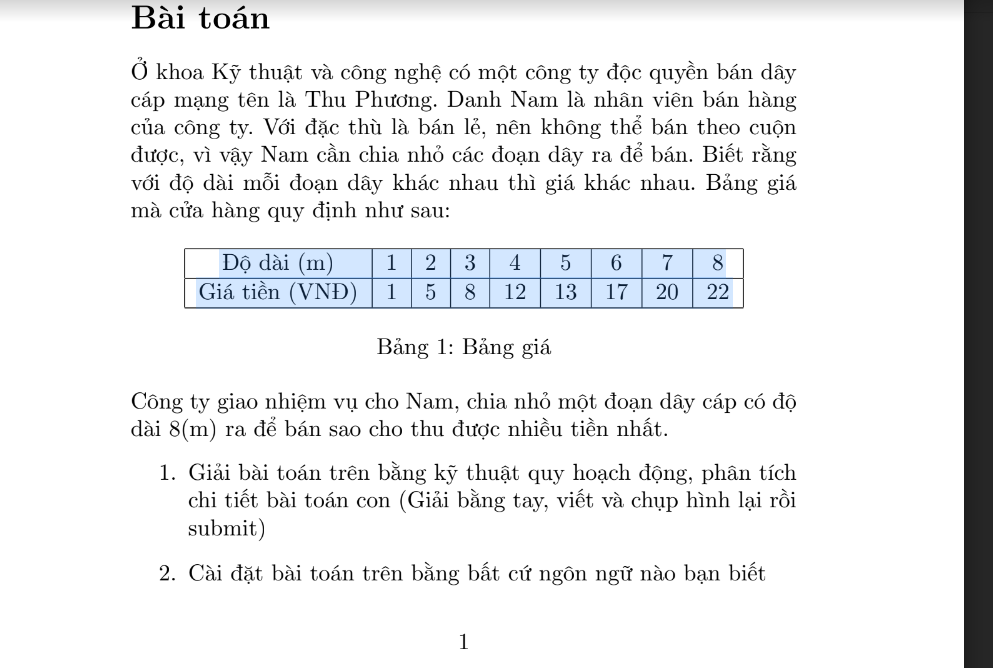 Bài toán
Ở khoa Kỹ thuật và công nghệ có một công ty độc quyền bán dây
cáp mạng tên là Thu Phương. Danh Nam là nhân viên bán hàng
của công ty. Với đặc thù là bán lẻ, nên không thể bán theo cuộn
được, vì vậy Nam cần chia nhỏ các đoạn dây ra để bán. Biết rằng
với độ dài mỗi đoạn dây khác nhau thì giá khác nhau. Bảng giá
mà cửa hàng quy định như sau:
Độ dài (m) 1 2 3 4 5 6 7 8
Giá tiền (VNĐ) 1 5 8 12 13 17 20 22
Bảng 1: Bảng giá
Công ty giao nhiệm vụ cho Nam, chia nhỏ một đoạn dây cáp có độ
dài 8(m) ra để bán sao cho thu được nhiều tiền nhất.
1. Giải bài toán trên bằng kỹ thuật quy hoạch động, phân tích
chi tiết bài toán con (Giải bằng tay, viết và chụp hình lại rồi
submit)
2. Cài đặt bài toán trên bằng bất cứ ngôn ngữ nào bạn biết
1